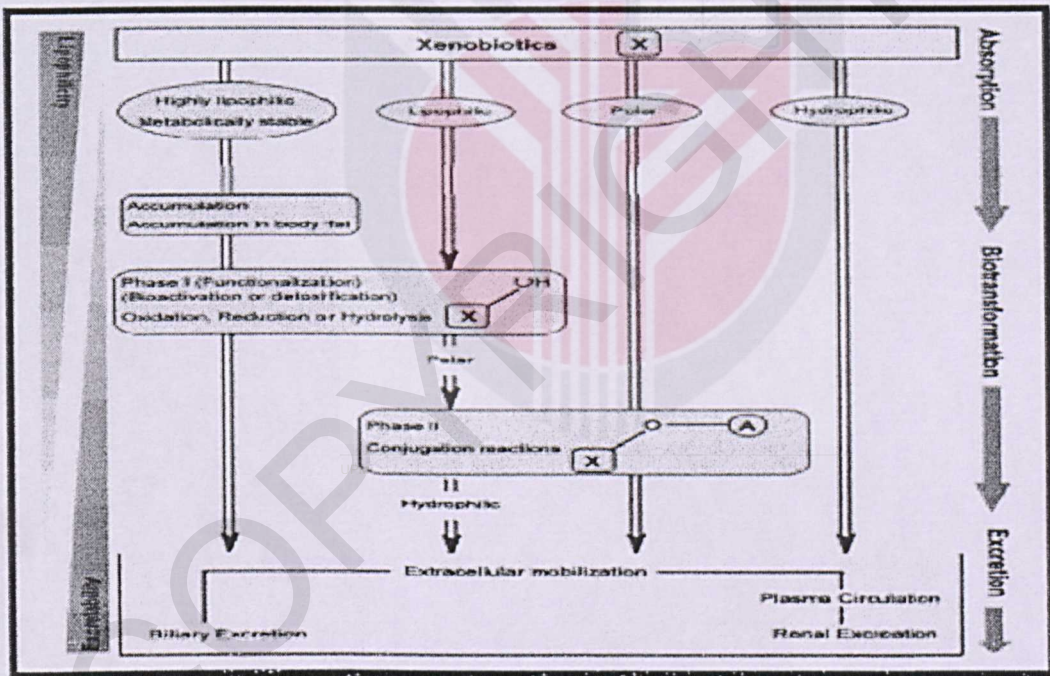 Xenobiotics X
Highly lipophilic
Metabolically stable
Lipophilic
Polar
Hydrophilic
Accumulation
Accumulation in body fat
Phase I (Functionalization)
(Bioactivation or detoxification)
Oxidation, Reduction or Hydrolysis
OH
X
Polar
Phase II
Conjugation reactions
O
A
X
Hydrophilic
Extracellular mobilization
Plasma Circulation
Biliary Excretion
Renal Excreation
Absorption
Biotransformation
Excretion
COPYRIGHT